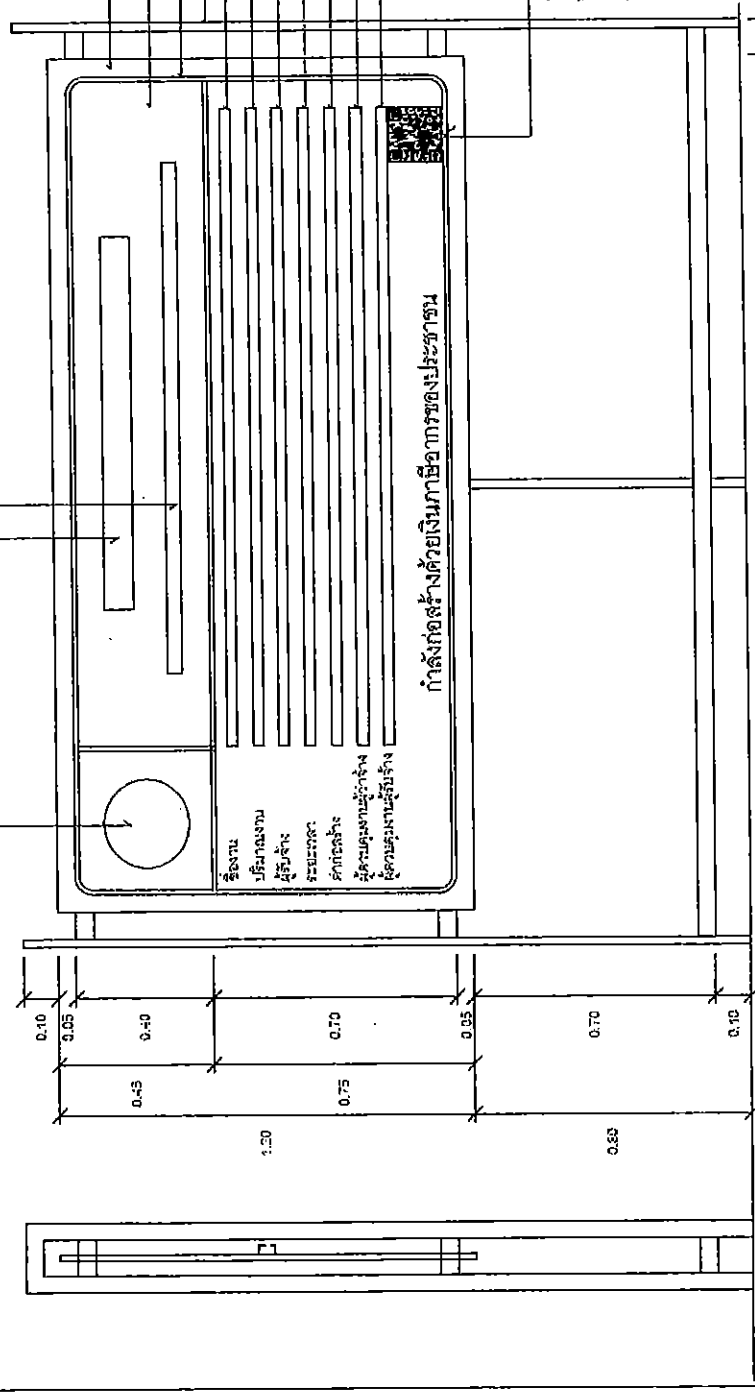 ชื่องาน
ปริมาณงาน
ผู้รับจ้าง
ระยะเวลา
ค่าก่อสร้าง
ผู้ควบคุมงานผู้ว่าจ้าง
ผู้ควบคุมงานผู้รับจ้าง
กำลังก่อสร้างด้วยเงินภาษีอากรของประชาชน
0.10
0.05
0.40
0.70
0.05
0.70
0.10
0.45
0.75
1.20
0.80